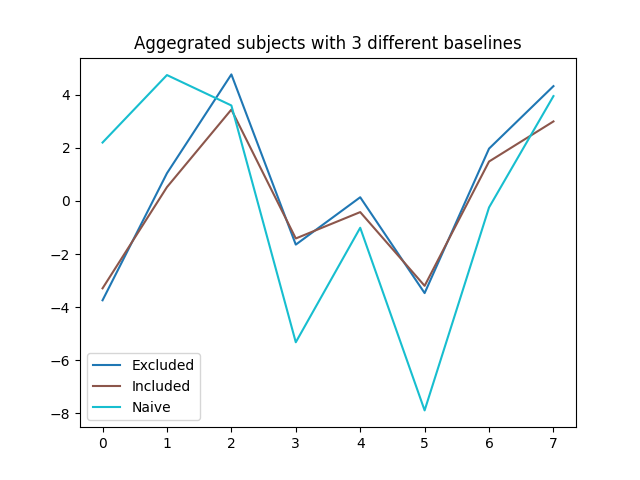 Aggegrated subjects with 3 different baselines
4
2
0
−2
−4
−6
−8
Excluded
Included
Naive
0 1 2 3 4 5 6 7